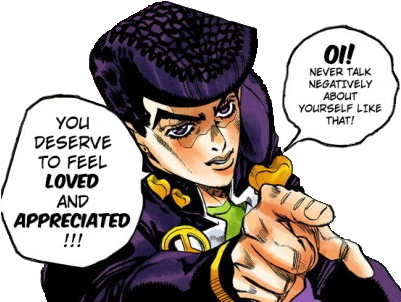 OI!
NEVER TALK
NEGATIVELY
ABOUT
YOURSELF LIKE
THAT!
YOU
DESERVE
TO FEEL
LOVED
AND
APPRECIATED
!!!